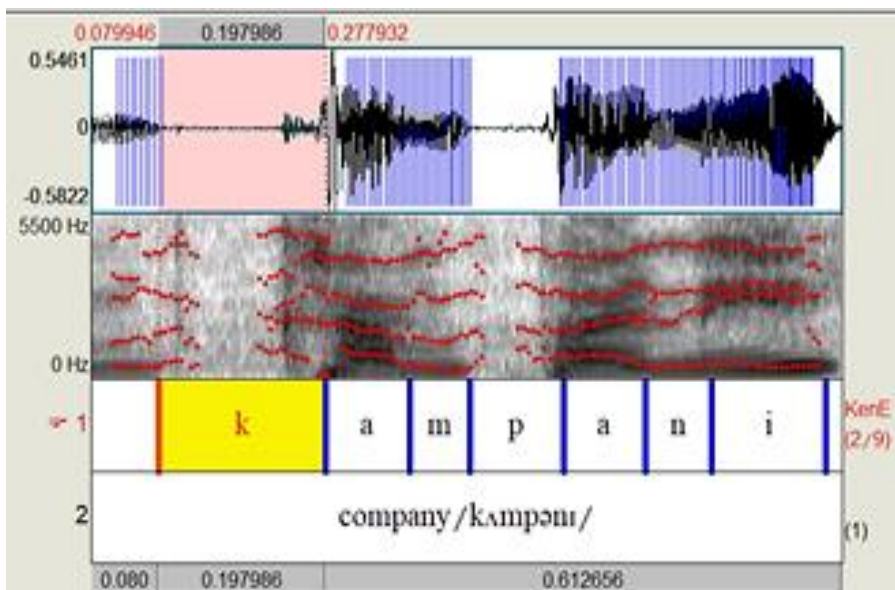 0.079946 0.197986 0.277932
0.5461
0
-0.5822
5500 Hz
0 Hz
1 k a m p a n i KenE
(2/9)
2 company /kʌmpənɪ/ (1)
0.080 0.197986 0.612656